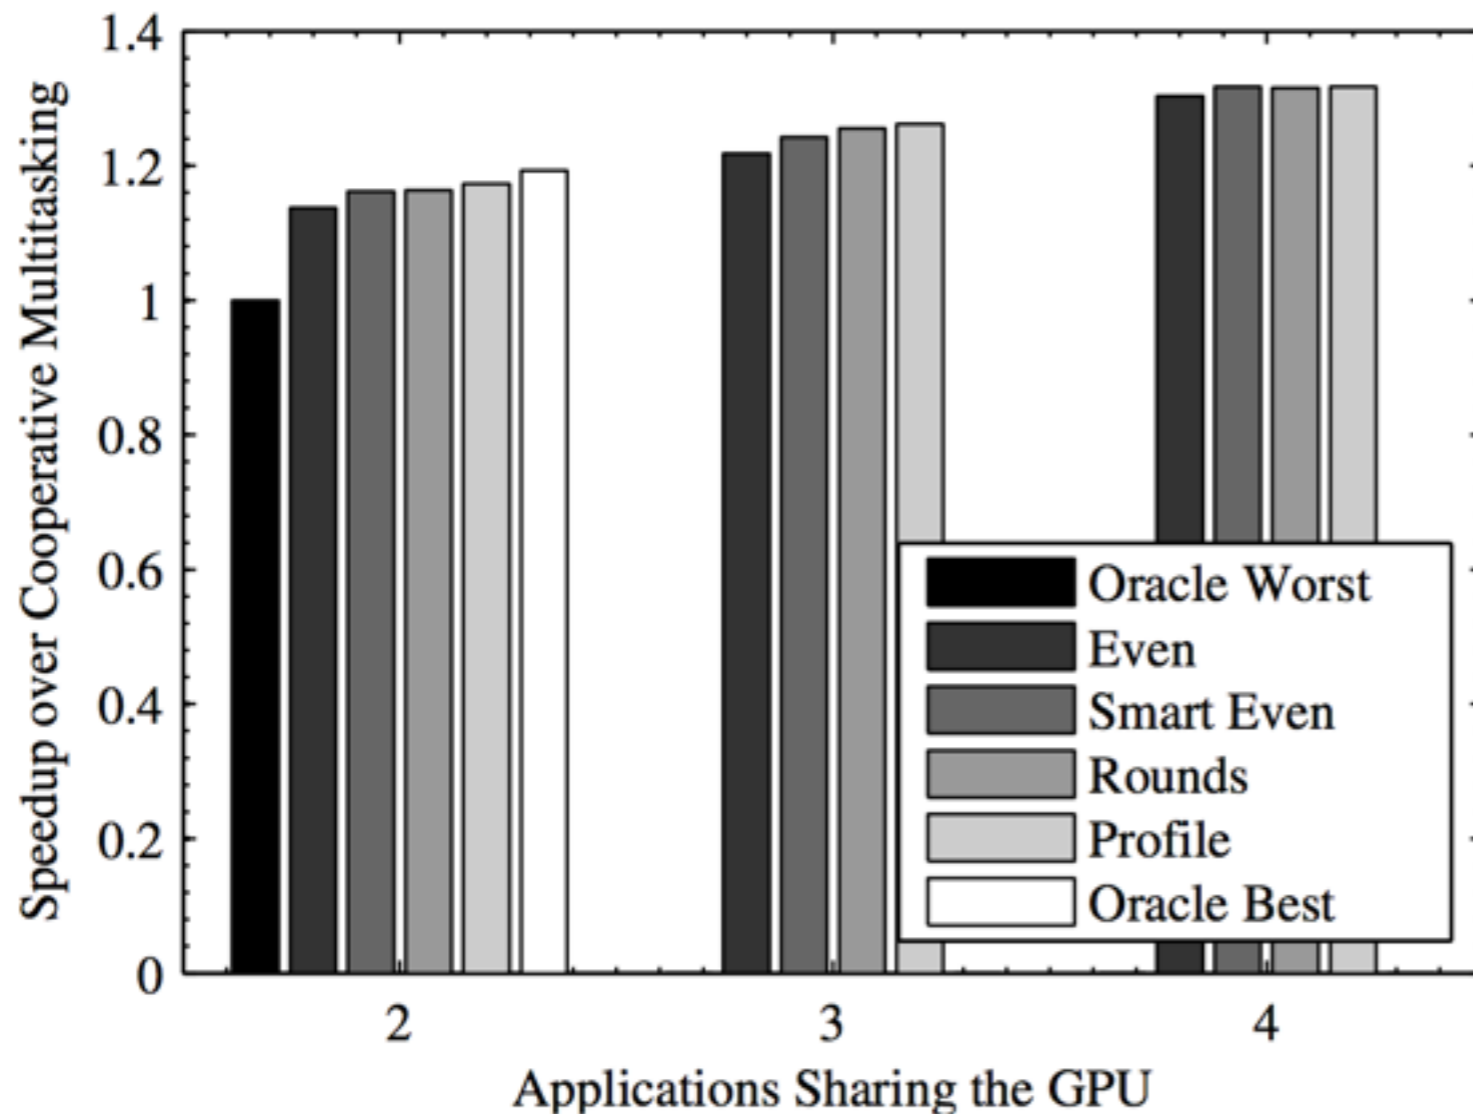 Speedup over Cooperative Multitasking
1.4
1.2
1
0.8
0.6
0.4
0.2
0
Oracle Worst
Even
Smart Even
Rounds
Profile
Oracle Best
2 3 4
Applications Sharing the GPU